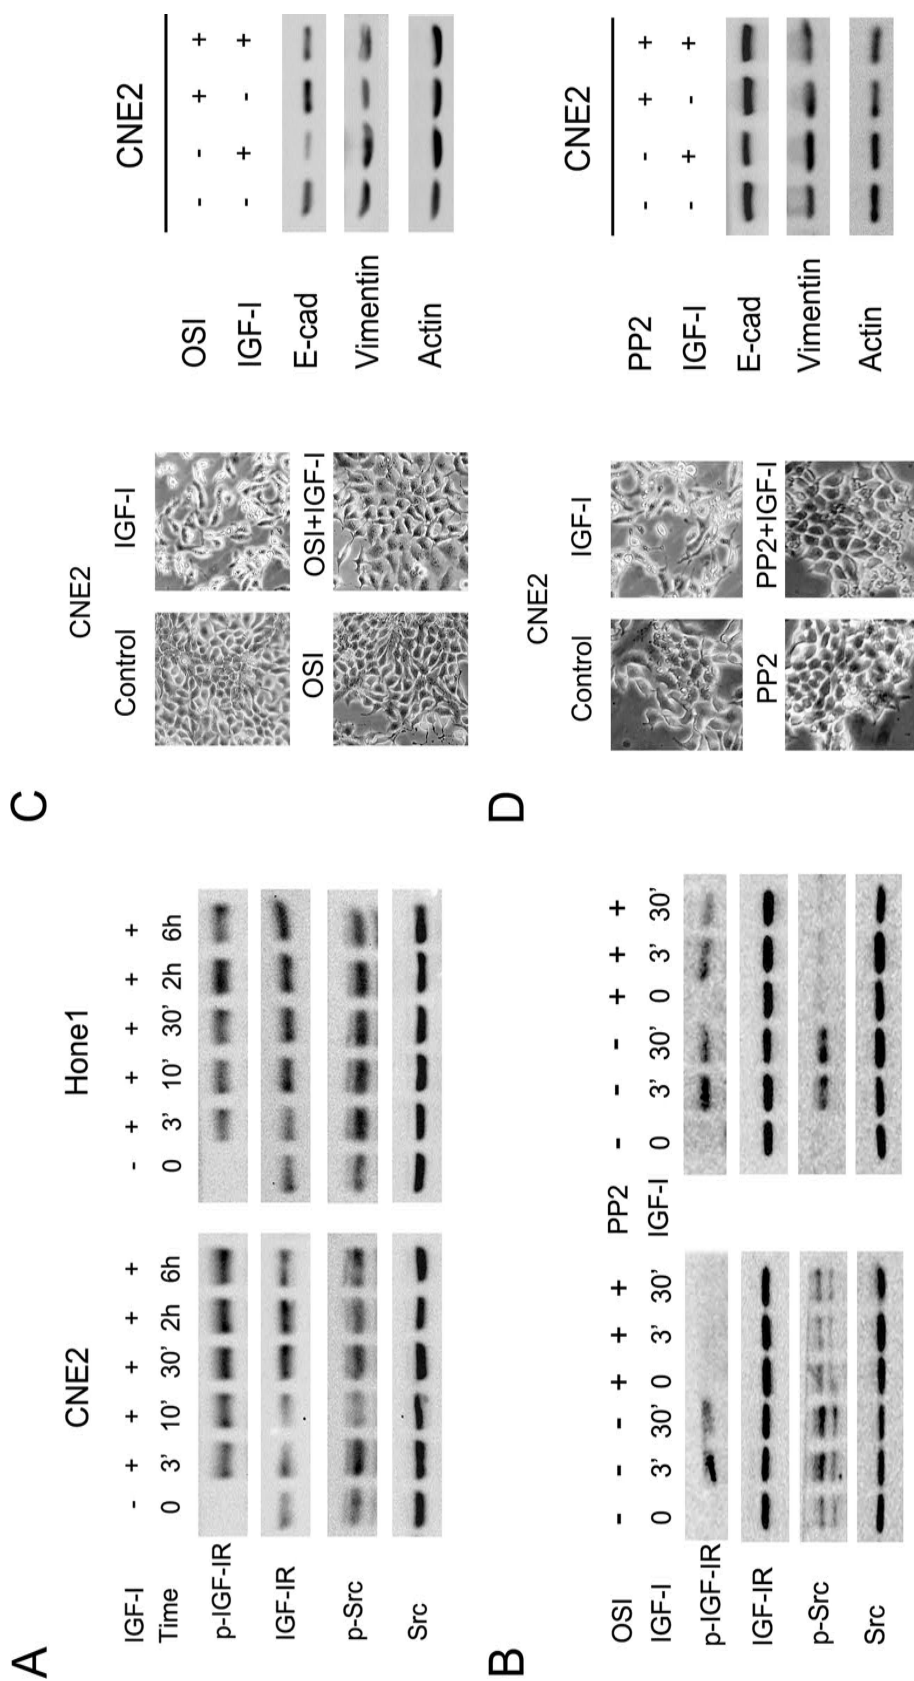 A
CNE2 Hone1
IGF-I - + + + + + - + + + + +
Time 0 3' 10' 30' 2h 6h 0 3' 10' 30' 2h 6h
p-IGF-IR
IGF-IR
p-Src
Src
B
OSI - - - + + + PP2 - - - + + +
IGF-I 0 3' 30' 0 3' 30' IGF-I 0 3' 30' 0 3' 30'
p-IGF-IR
IGF-IR
p-Src
Src
C
CNE2
Control IGF-I
OSI OSI+IGF-I
CNE2
OSI - - + +
IGF-I - + - +
E-cad
Vimentin
Actin
D
CNE2
Control IGF-I
PP2 PP2+IGF-I
CNE2
PP2 - - + +
IGF-I - + - +
E-cad
Vimentin
Actin